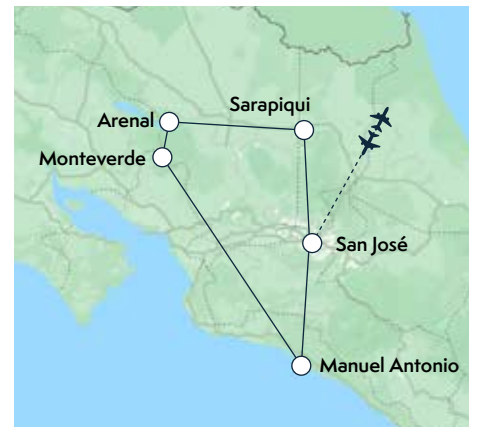 Sarapiqui
Arenal
Monteverde
San José
Manuel Antonio